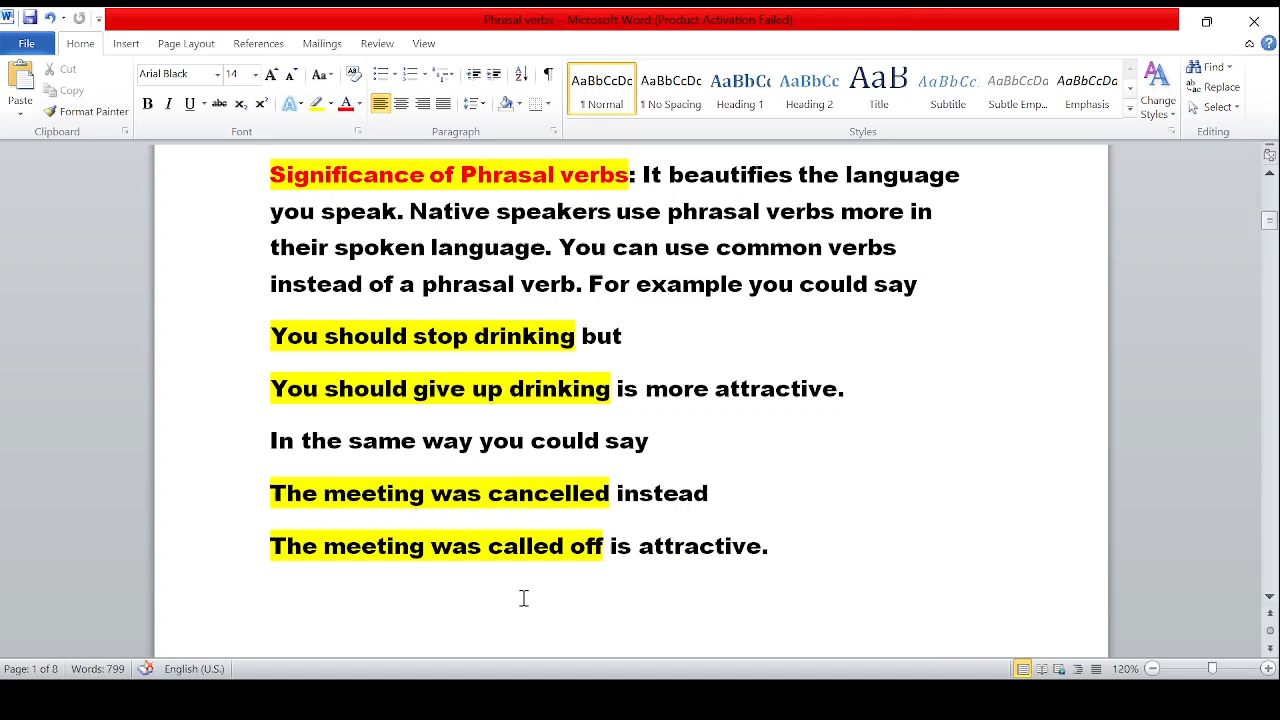 Phrasal verbs - Microsoft Word (Product Activation Failed)
File Home Insert Page Layout References Mailings Review View
Paste
Cut
Copy
Format Painter
Clipboard
Arial Black 14
Font
Paragraph
AaBbCcDc AaBbCcDc AaBbCc AaBbCc AaB AaBbCc. AaBbCcDc AaBbCcDc
¶ Normal ¶ No Spacing Heading 1 Heading 2 Title Subtitle Subtle Emp... Emphasis
Change Styles
Styles
Find
Replace
Select
Editing
Significance of Phrasal verbs: It beautifies the language
you speak. Native speakers use phrasal verbs more in
their spoken language. You can use common verbs
instead of a phrasal verb. For example you could say
You should stop drinking but
You should give up drinking is more attractive.
In the same way you could say
The meeting was cancelled instead
The meeting was called off is attractive.
Page: 1 of 8 Words: 799 English (U.S.) 120%